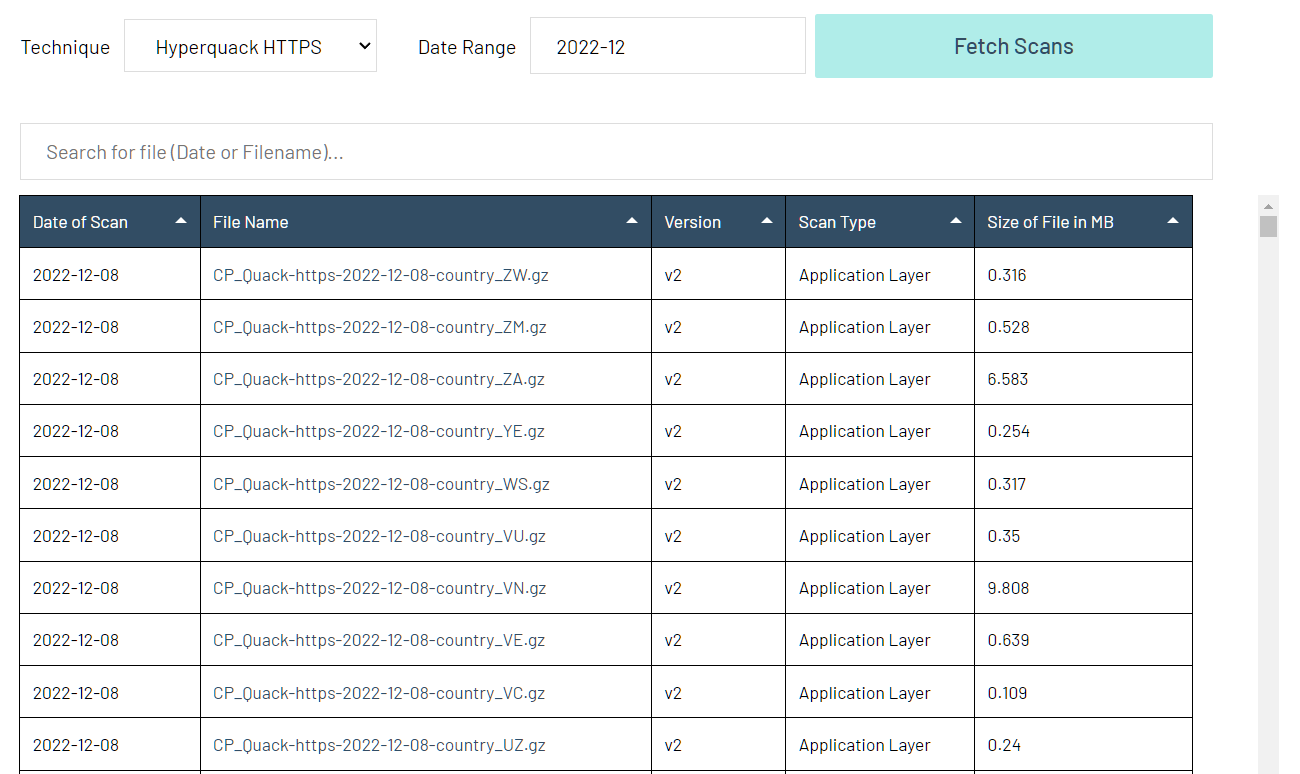 Technique Hyperquack HTTPS Date Range 2022-12 Fetch Scans
Search for file (Date or Filename)...
Date of Scan File Name Version Scan Type Size of File in MB
2022-12-08 CP_Quack-https-2022-12-08-country_ZW.gz v2 Application Layer 0.316
2022-12-08 CP_Quack-https-2022-12-08-country_ZM.gz v2 Application Layer 0.528
2022-12-08 CP_Quack-https-2022-12-08-country_ZA.gz v2 Application Layer 6.583
2022-12-08 CP_Quack-https-2022-12-08-country_YE.gz v2 Application Layer 0.254
2022-12-08 CP_Quack-https-2022-12-08-country_WS.gz v2 Application Layer 0.317
2022-12-08 CP_Quack-https-2022-12-08-country_VU.gz v2 Application Layer 0.35
2022-12-08 CP_Quack-https-2022-12-08-country_VN.gz v2 Application Layer 9.808
2022-12-08 CP_Quack-https-2022-12-08-country_VE.gz v2 Application Layer 0.639
2022-12-08 CP_Quack-https-2022-12-08-country_VC.gz v2 Application Layer 0.109
2022-12-08 CP_Quack-https-2022-12-08-country_UZ.gz v2 Application Layer 0.24